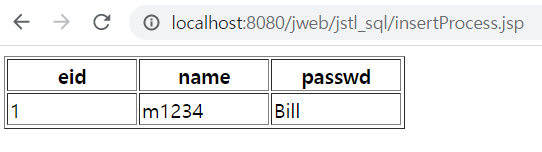 localhost:8080/jweb/jstl_sql/insertProcess.jsp
eid name passwd
1 m1234 Bill